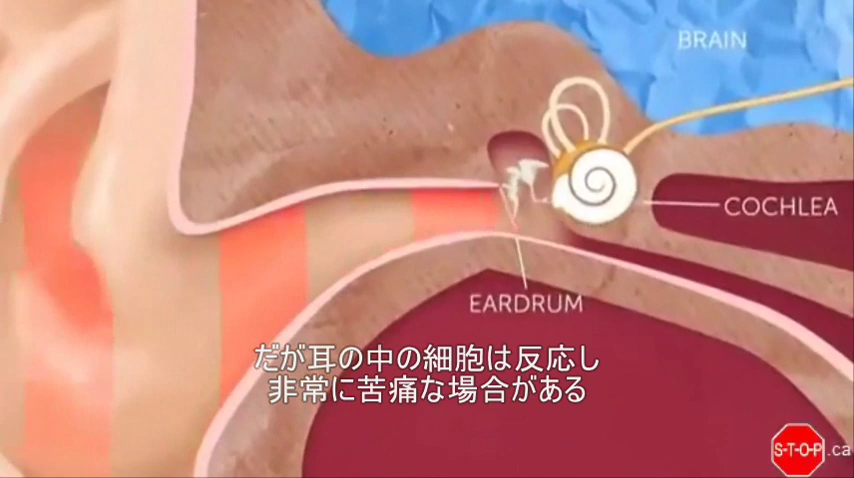 BRAIN
COCHLEA
EARDRUM
だが耳の中の細胞は反応し
非常に苦痛な場合がある
S-T-O-P.ca